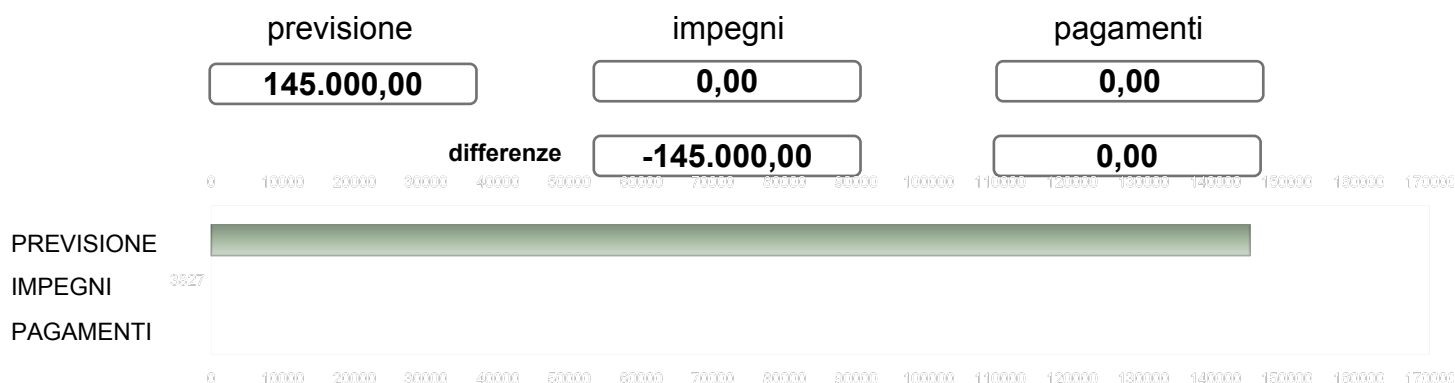 previsione impegni pagamenti
145.000,00 0,00 0,00
differenze -145.000,00 0,00
0 10000 20000 30000 40000 50000 60000 70000 80000 90000 100000 110000 120000 130000 140000 150000 160000 170000
PREVISIONE
3627
IMPEGNI
PAGAMENTI
0 10000 20000 30000 40000 50000 60000 70000 80000 90000 100000 110000 120000 130000 140000 150000 160000 170000